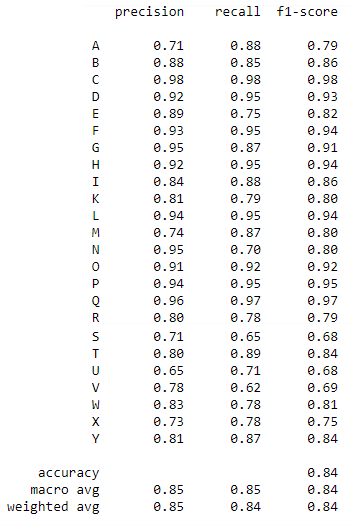 precision recall f1-score
A 0.71 0.88 0.79
B 0.88 0.85 0.86
C 0.98 0.98 0.98
D 0.92 0.95 0.93
E 0.89 0.75 0.82
F 0.93 0.95 0.94
G 0.95 0.87 0.91
H 0.92 0.95 0.94
I 0.84 0.88 0.86
K 0.81 0.79 0.80
L 0.94 0.95 0.94
M 0.74 0.87 0.80
N 0.95 0.70 0.80
O 0.91 0.92 0.92
P 0.94 0.95 0.95
Q 0.96 0.97 0.97
R 0.80 0.78 0.79
S 0.71 0.65 0.68
T 0.80 0.89 0.84
U 0.65 0.71 0.68
V 0.78 0.62 0.69
W 0.83 0.78 0.81
X 0.73 0.78 0.75
Y 0.81 0.87 0.84
accuracy 0.84
macro avg 0.85 0.85 0.84
weighted avg 0.85 0.84 0.84